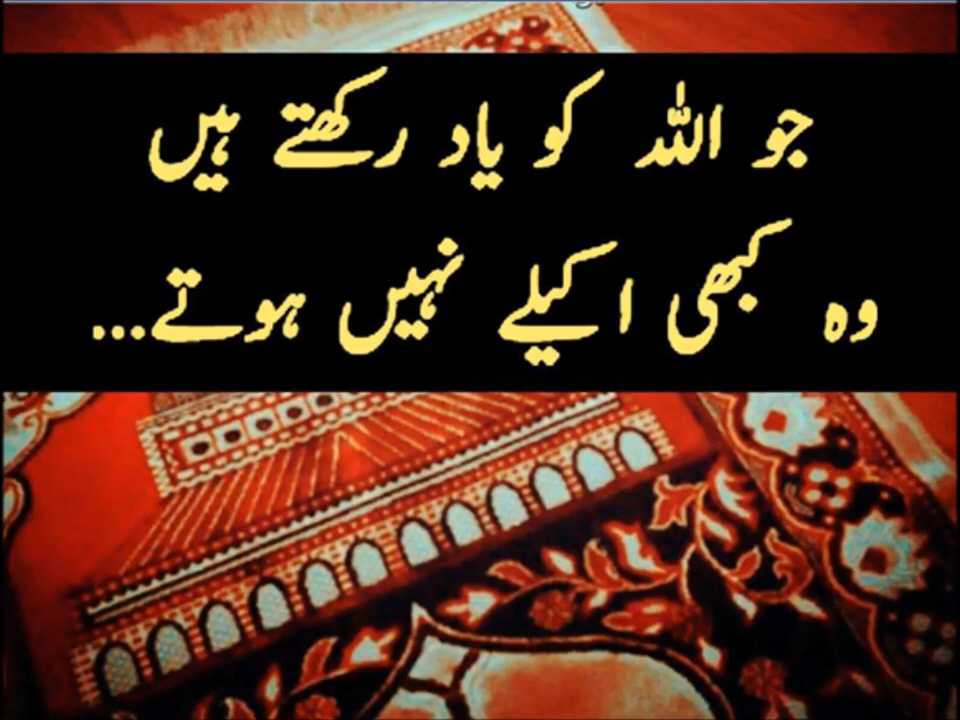 جو اللہ کو یاد رکھتے ہیں
وہ کبھی اکیلے نہیں ہوتے...